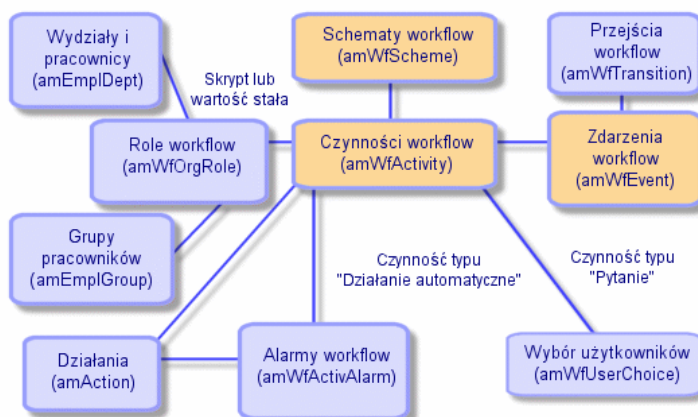 Wydziały i
pracownicy
(amEmplDept)
Skrypt lub
wartość stała
Schematy workflow
(amWfScheme)
Przejścia
workflow
(amWfTransition)
Role workflow
(amWfOrgRole)
Czynności workflow
(amWfActivity)
Zdarzenia
workflow
(amWfEvent)
Grupy
pracowników
(amEmplGroup)
Czynność typu
"Działanie automatyczne"
Czynność typu
"Pytanie"
Działania
(amAction)
Alarmy workflow
(amWfActivAlarm)
Wybór użytkowników
(amWfUserChoice)